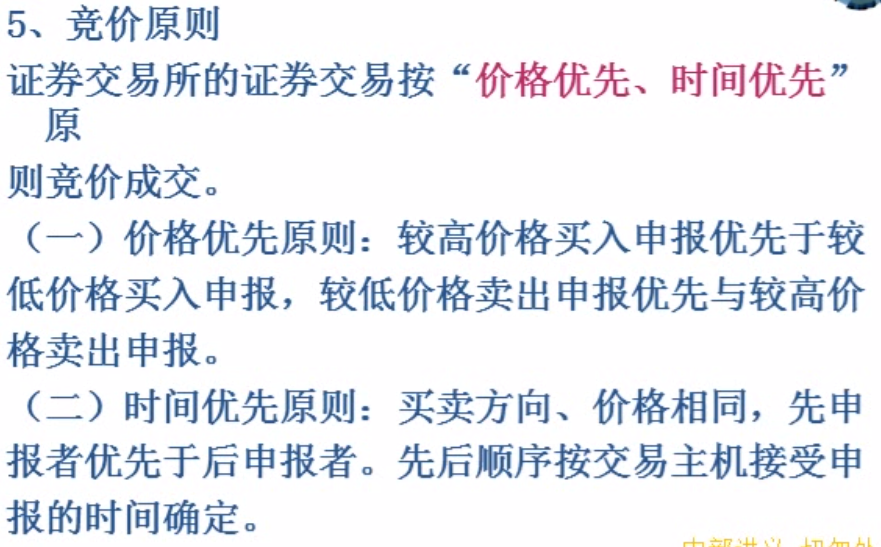 5、竞价原则
证券交易所的证券交易按“价格优先、时间优先”
原
则竞价成交。
（一）价格优先原则：较高价格买入申报优先于较
低价格买入申报，较低价格卖出申报优先与较高价
格卖出申报。
（二）时间优先原则：买卖方向、价格相同，先申
报者优先于后申报者。先后顺序按交易主机接受申
报的时间确定。